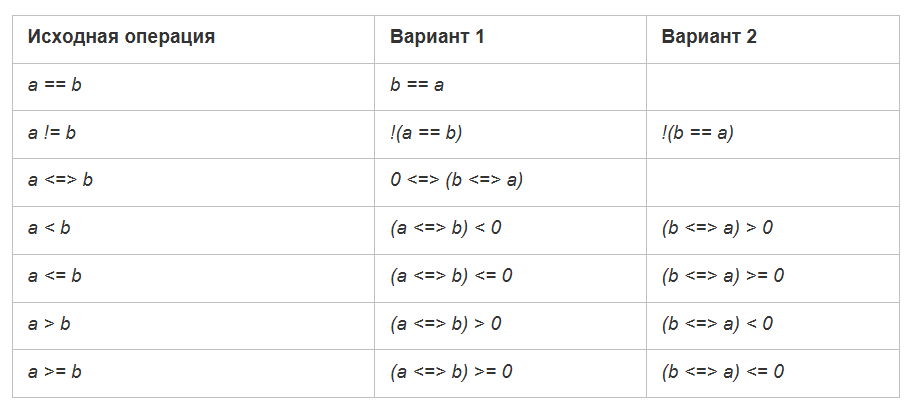 Исходная операция Вариант 1 Вариант 2
a == b b == a
a != b !(a == b) !(b == a)
a <=> b 0 <=> (b <=> a)
a < b (a <=> b) < 0 (b <=> a) > 0
a <= b (a <=> b) <= 0 (b <=> a) >= 0
a > b (a <=> b) > 0 (b <=> a) < 0
a >= b (a <=> b) >= 0 (b <=> a) <= 0